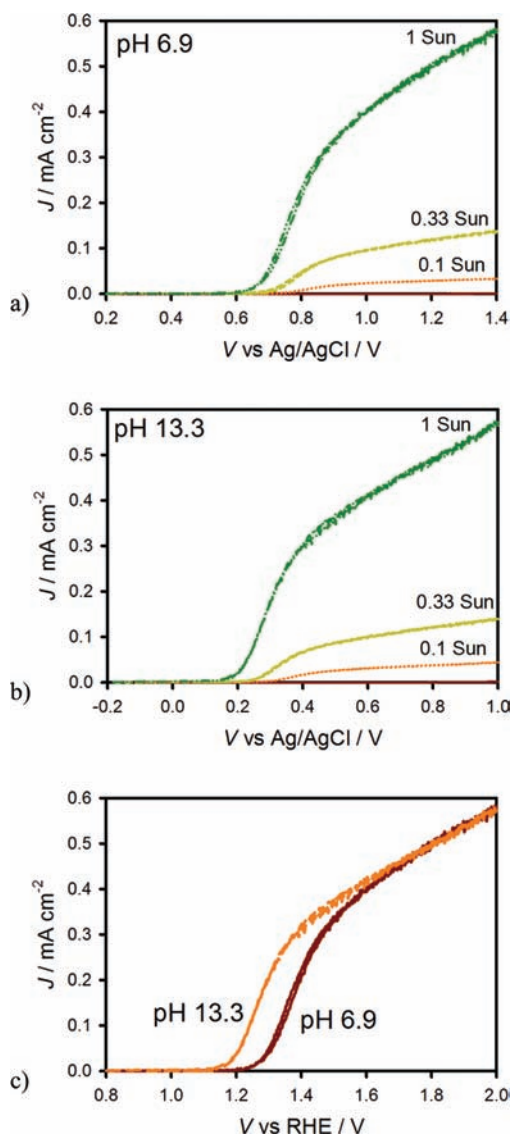 pH 6.9
1 Sun
0.33 Sun
0.1 Sun
J / mA cm⁻²
0.6
0.5
0.4
0.3
0.2
0.1
0.0
0.2 0.4 0.6 0.8 1.0 1.2 1.4
V vs Ag/AgCl / V
a)
pH 13.3
1 Sun
0.33 Sun
0.1 Sun
J / mA cm⁻²
0.6
0.5
0.4
0.3
0.2
0.1
0.0
-0.2 0.0 0.2 0.4 0.6 0.8 1.0
V vs Ag/AgCl / V
b)
J / mA cm⁻²
0.6
0.5
0.4
0.3
0.2
0.1
0.0
pH 13.3
pH 6.9
0.8 1.0 1.2 1.4 1.6 1.8 2.0
V vs RHE / V
c)